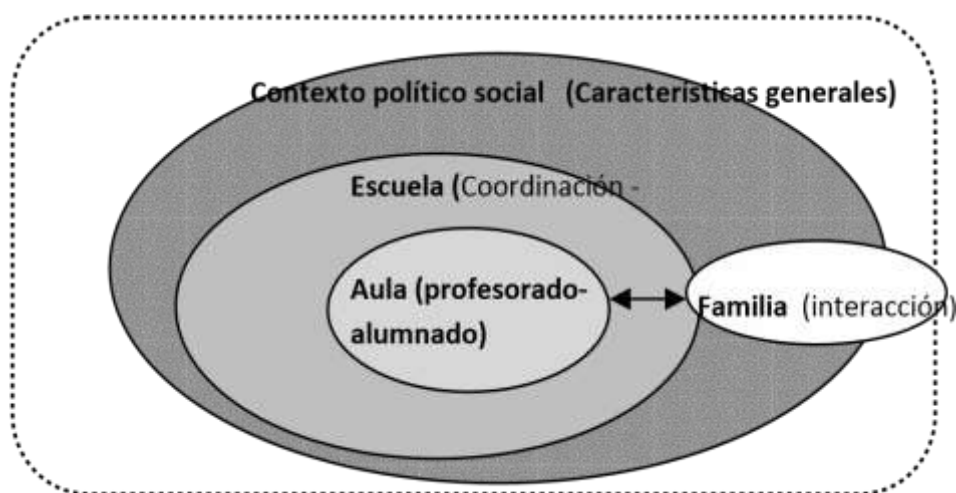 Contexto político social (Características generales)
Escuela (Coordinación -
Aula (profesorado-
alumnado)
Familia (interacción)